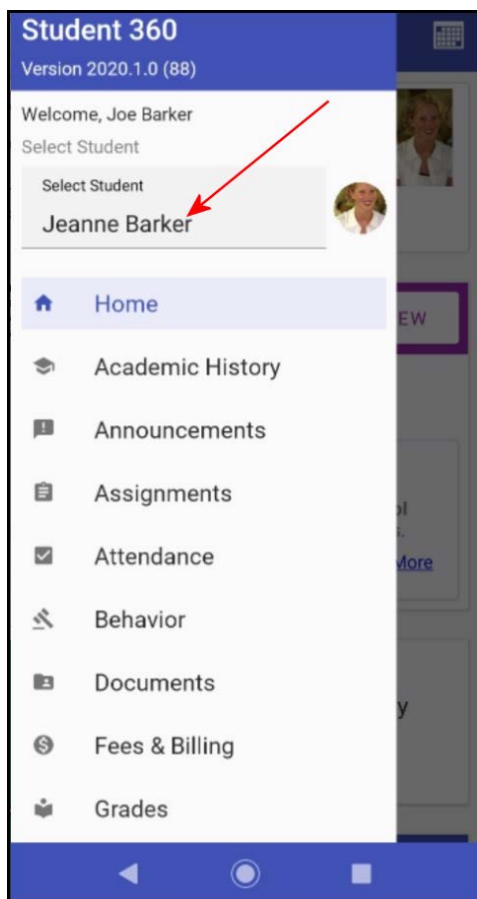 Student 360
Version 2020.1.0 (88)
Welcome, Joe Barker
Select Student
Select Student
Jeanne Barker
Home
EW
Academic History
Announcements
Assignments
Attendance
More
Behavior
Documents
y
Fees & Billing
Grades